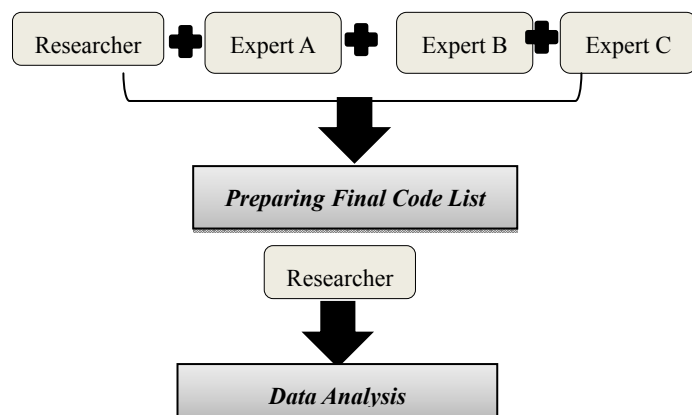 Researcher Expert A Expert B Expert C
Preparing Final Code List
Researcher
Data Analysis